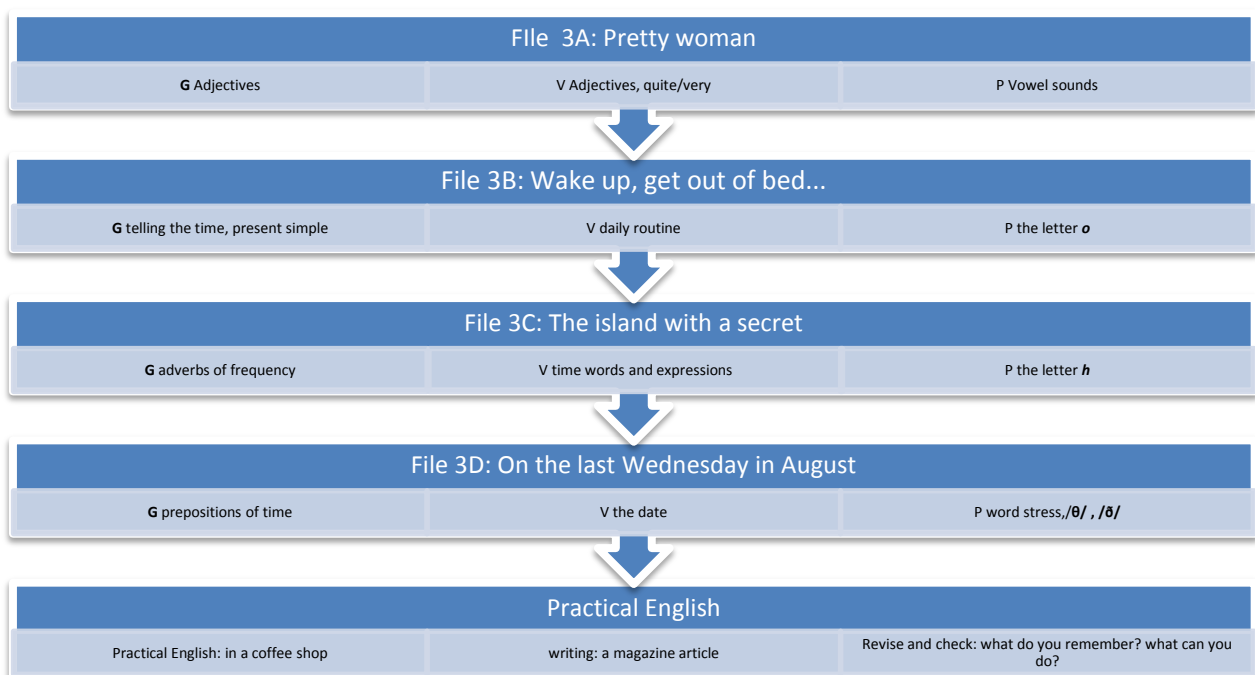 FIle 3A: Pretty woman
G Adjectives
V Adjectives, quite/very
P Vowel sounds
File 3B: Wake up, get out of bed...
G telling the time, present simple
V daily routine
P the letter o
File 3C: The island with a secret
G adverbs of frequency
V time words and expressions
P the letter h
File 3D: On the last Wednesday in August
G prepositions of time
V the date
P word stress,/θ/ , /ð/
Practical English
Practical English: in a coffee shop
writing: a magazine article
Revise and check: what do you remember? what can you
do?